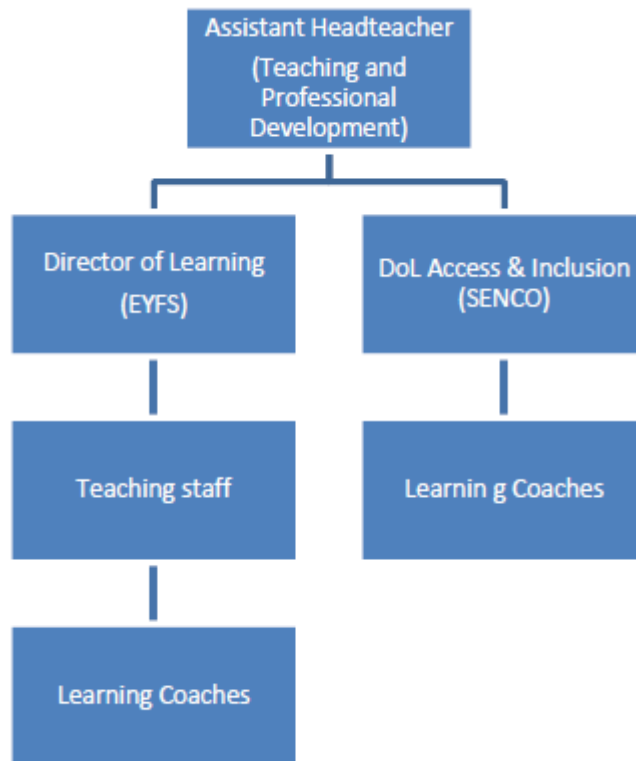 Assistant Headteacher
(Teaching and
Professional
Development)
Director of Learning
(EYFS)
DoL Access & Inclusion
(SENCO)
Teaching staff
Learnin g Coaches
Learning Coaches